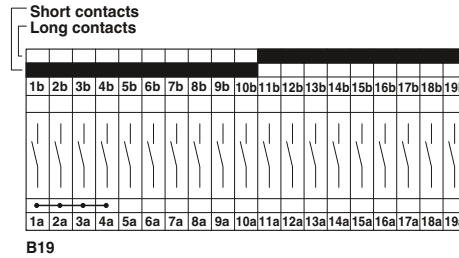 Short contacts
Long contacts
1b 2b 3b 4b 5b 6b 7b 8b 9b 10b 11b 12b 13b 14b 15b 16b 17b 18b 19b
1a 2a 3a 4a 5a 6a 7a 8a 9a 10a 11a 12a 13a 14a 15a 16a 17a 18a 19a
B19